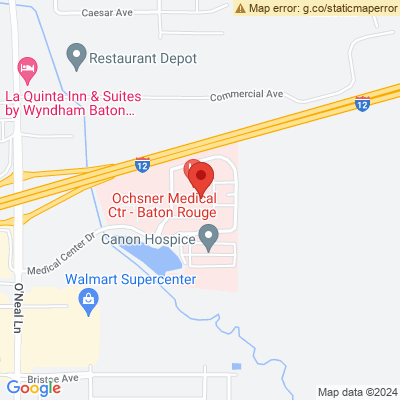 Caesar Ave
Map error: g.co/staticmaperror
Restaurant Depot
La Quinta Inn & Suites
by Wyndham Baton...
Commercial Ave
12
12
Ochsner Medical
Ctr - Baton Rouge
Canon Hospice
Medical Center Dr
Walmart Supercenter
O'Neal Ln
Bristoe Ave
Google
Map data ©2024